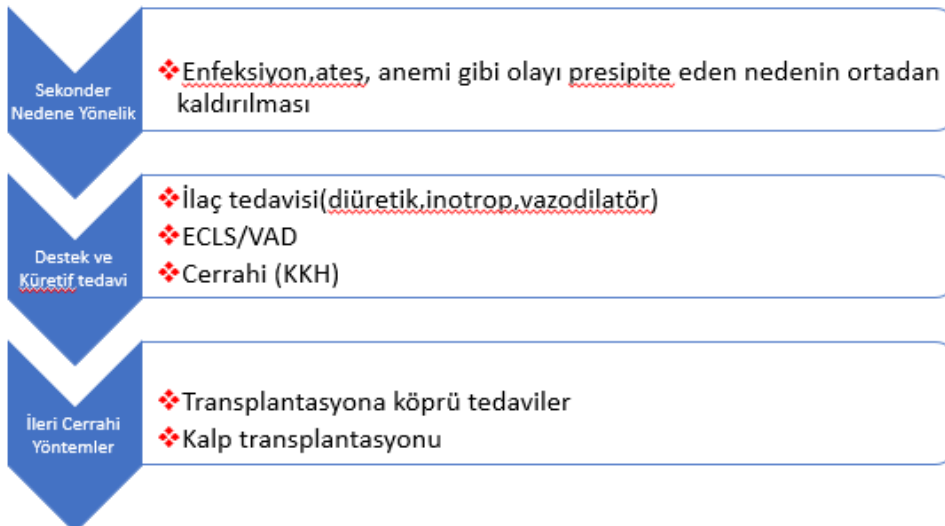 Sekonder
Nedene Yönelik
❖Enfeksiyon,ateş, anemi gibi olayı presipite eden nedenin ortadan
kaldırılması
Destek ve
Küretif tedavi
❖İlaç tedavisi(diüretik,inotrop,vazodilatör)
❖ECLS/VAD
❖Cerrahi (KKH)
İleri Cerrahi
Yöntemler
❖Transplantasyona köprü tedaviler
❖Kalp transplantasyonu